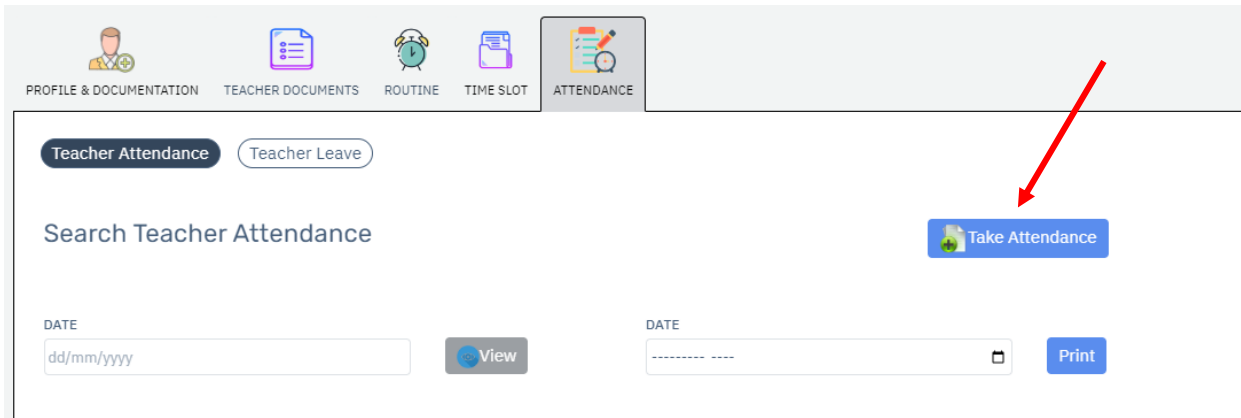 PROFILE & DOCUMENTATION TEACHER DOCUMENTS ROUTINE TIME SLOT ATTENDANCE
Teacher Attendance Teacher Leave
Search Teacher Attendance Take Attendance
DATE DATE
dd/mm/yyyy View --------- ---- Print